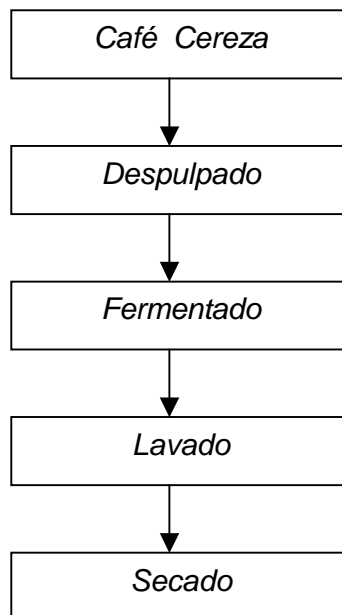 Café Cereza
Despulpado
Fermentado
Lavado
Secado